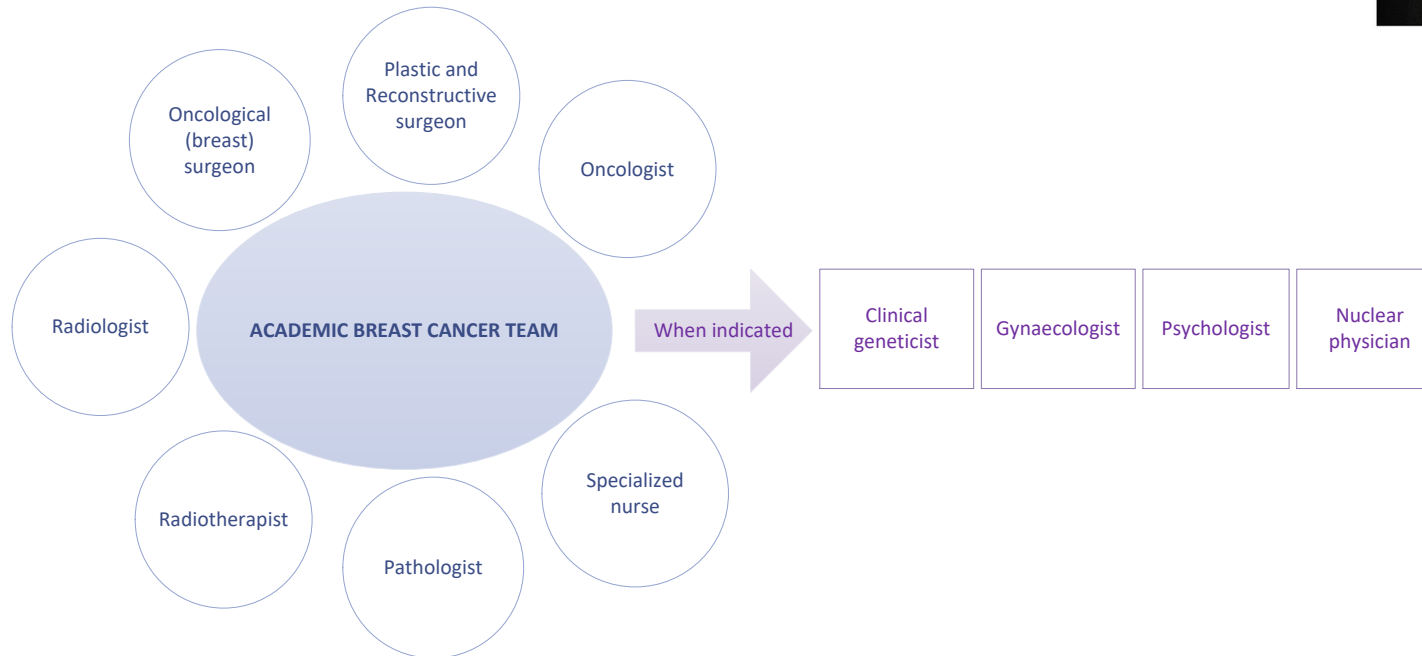 Plastic and
Reconstructive
surgeon
Oncological
(breast)
surgeon
Oncologist
Radiologist
ACADEMIC BREAST CANCER TEAM
When indicated
Clinical
geneticist
Gynaecologist
Psychologist
Nuclear
physician
Specialized
nurse
Radiotherapist
Pathologist